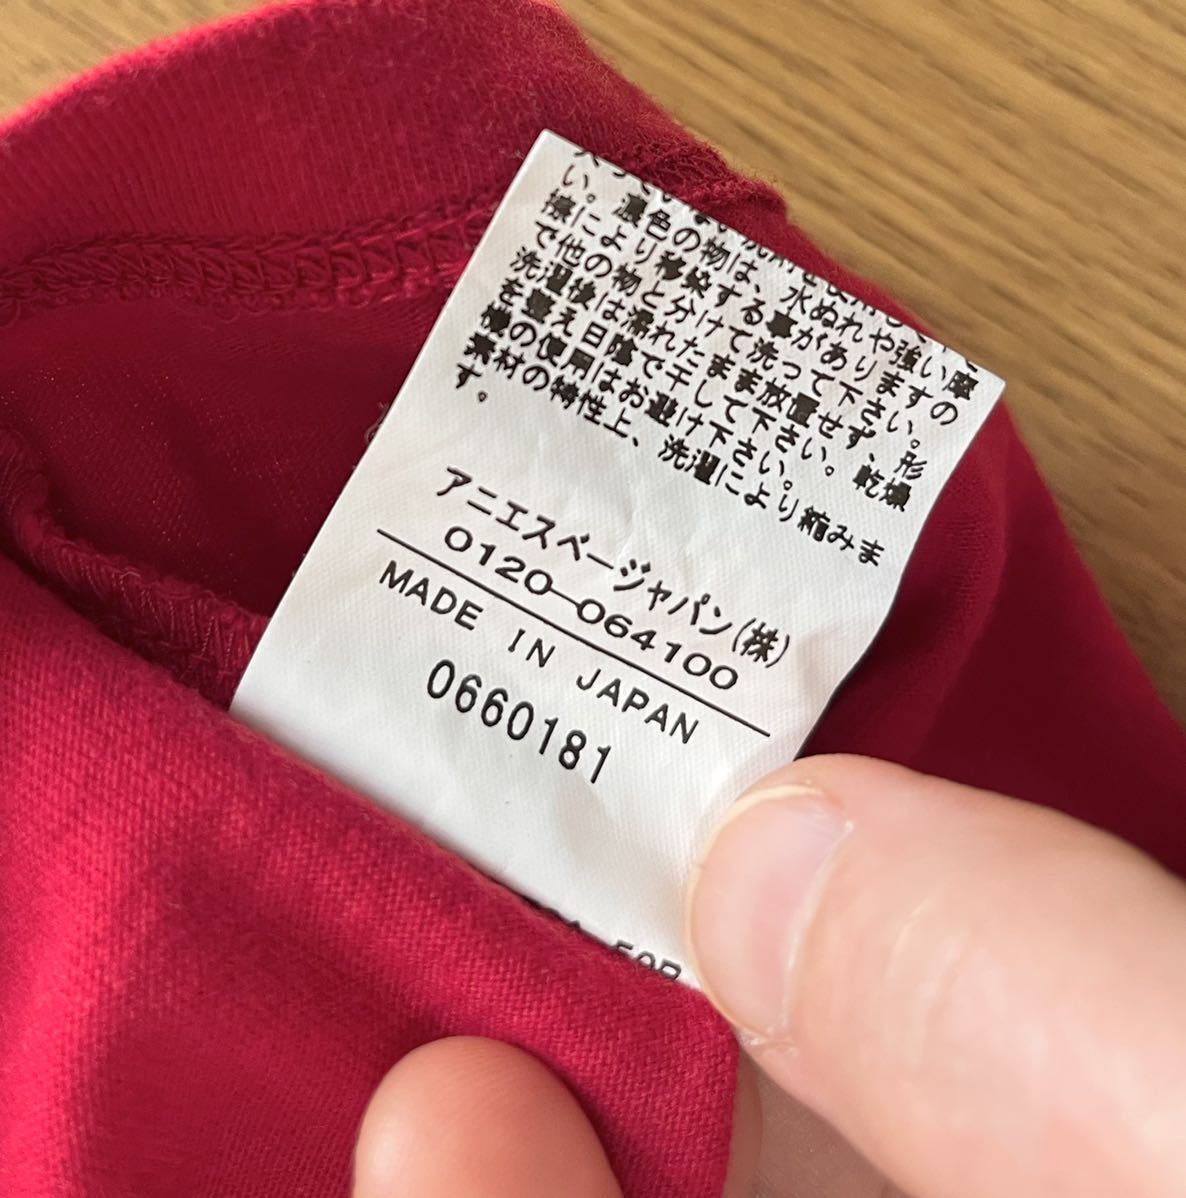 い。濃色の物は、水ぬれや強い摩
擦により移染する事があります。
で他の物と分けて洗って下さい。形
洗濯後は濡れたまま放置せず、
を整え日陰で干して下さい。乾燥
機の使用はお避け下さい。
素材の特性上、洗濯により縮みま
す。
アニエスベージャパン(株)
0120-064100
MADE IN JAPAN
0660181